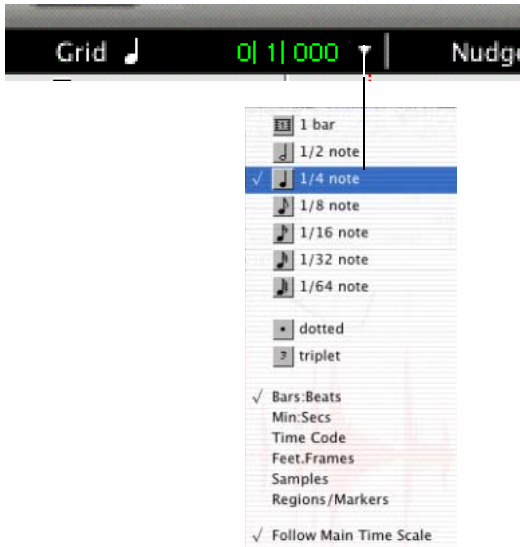 Grid 0| 1| 000 Nudge
1 bar
1/2 note
√ 1/4 note
1/8 note
1/16 note
1/32 note
1/64 note
dotted
3 triplet
√ Bars:Beats
Min:Secs
Time Code
Feet.Frames
Samples
Regions/Markers
√ Follow Main Time Scale